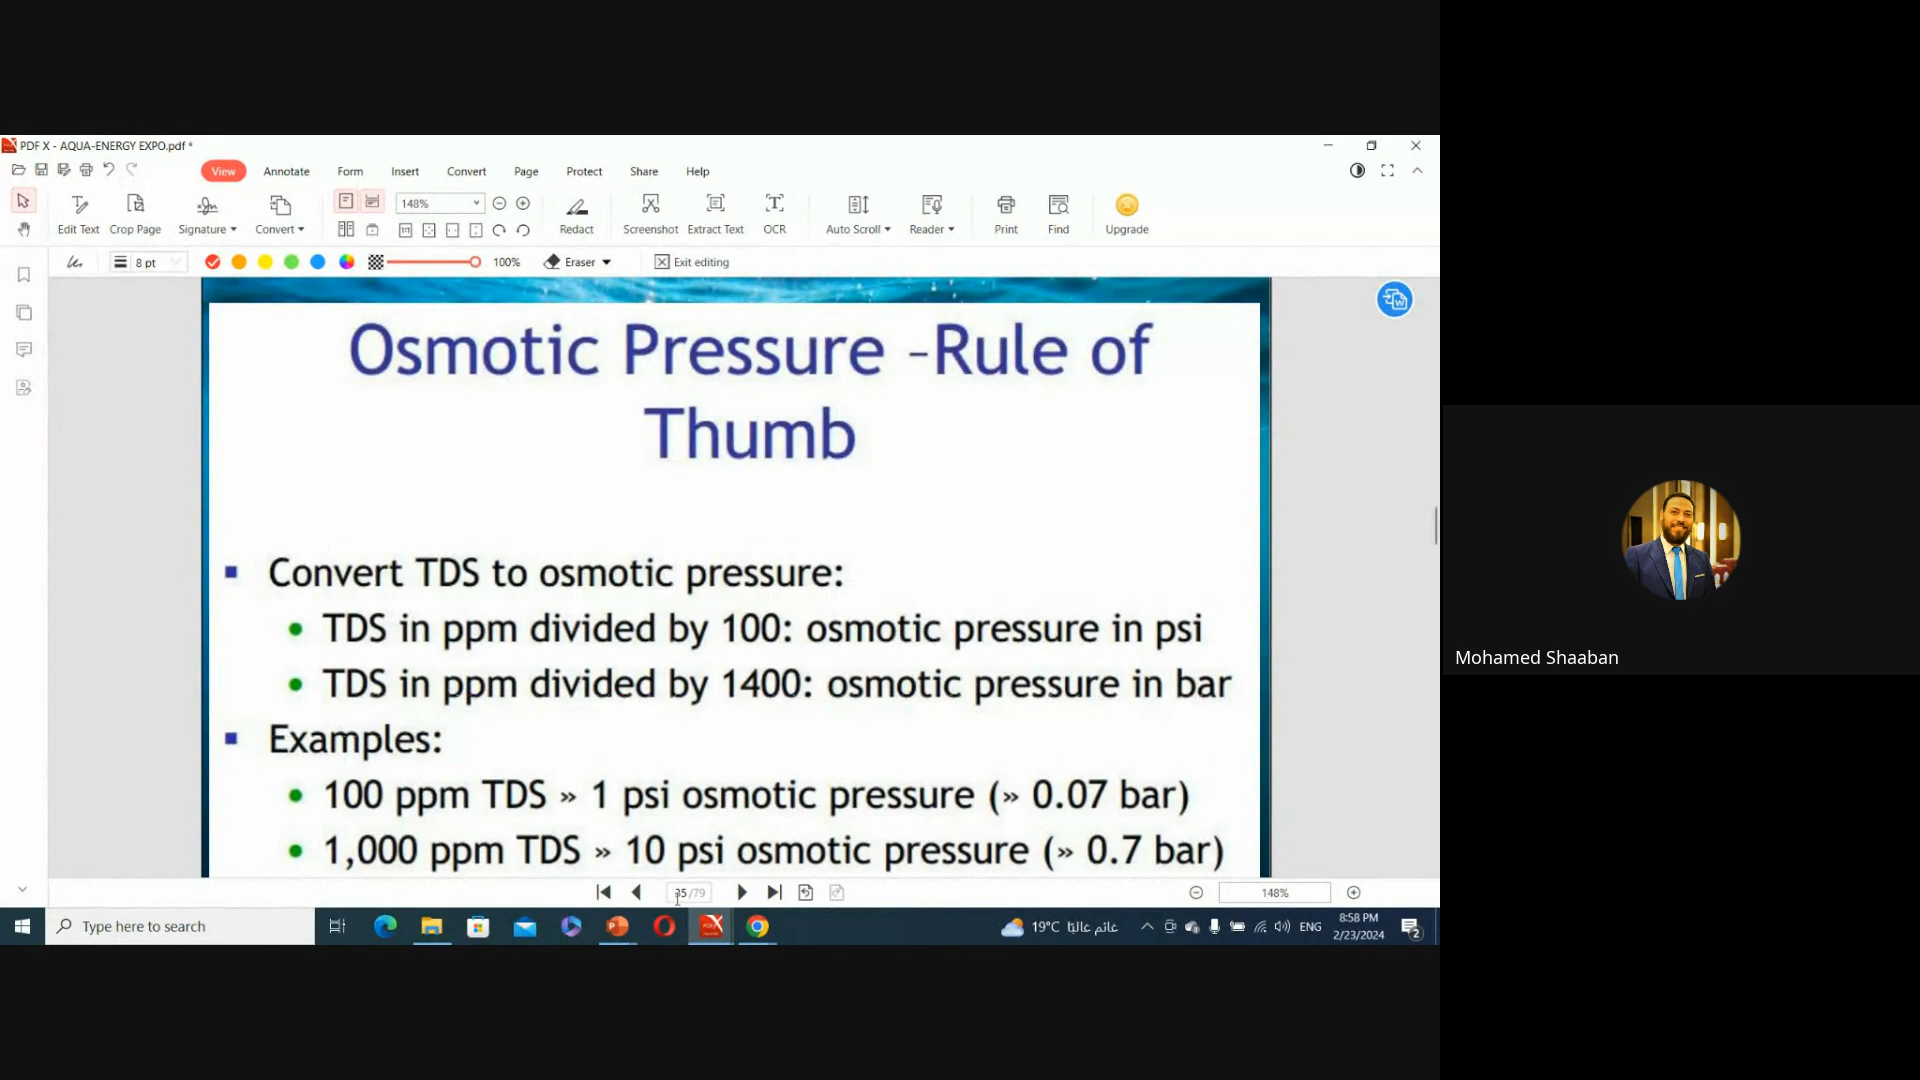 PDF X - AQUA-ENERGY EXPO.pdf *
View Annotate Form Insert Convert Page Protect Share Help
148%
Edit Text Crop Page Signature Convert Redact Screenshot Extract Text OCR Auto Scroll Reader Print Find Upgrade
8 pt 100% Eraser Exit editing
Osmotic Pressure -Rule of
Thumb
Convert TDS to osmotic pressure:
TDS in ppm divided by 100: osmotic pressure in psi
TDS in ppm divided by 1400: osmotic pressure in bar
Examples:
100 ppm TDS » 1 psi osmotic pressure (» 0.07 bar)
1,000 ppm TDS » 10 psi osmotic pressure (» 0.7 bar)
Mohamed Shaaban
35 /79 148%
Type here to search
19°C غائم غالبًا
ENG
8:58 PM
2/23/2024
2